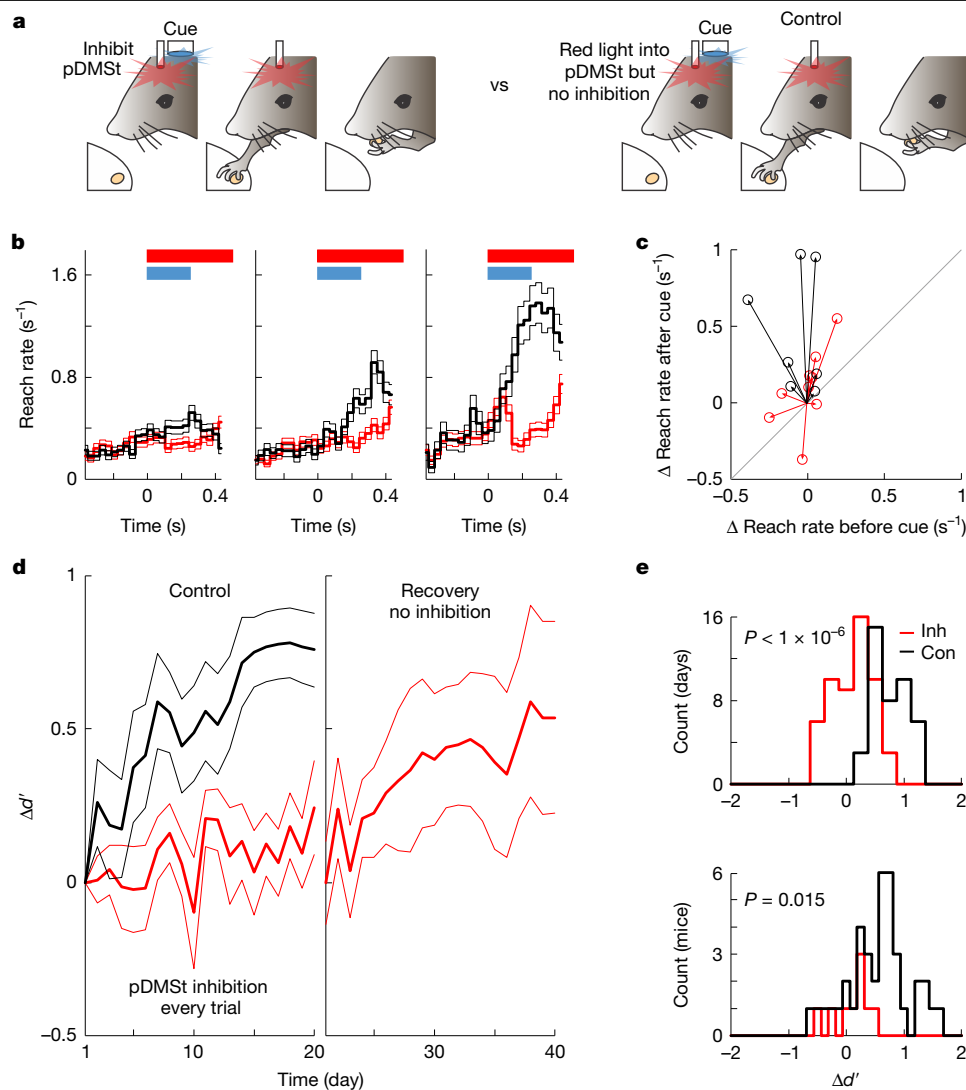 a
Cue
Inhibit
pDMSt
vs
Control
Cue
Red light into
pDMSt but
no inhibition
b
Reach rate (s⁻¹)
1.6
0.8
0
0 0.4
0 0.4
0 0.4
Time (s)
Time (s)
Time (s)
c
Δ Reach rate after cue (s⁻¹)
1
0.5
0
−0.5
−0.5 0 0.5 1
Δ Reach rate before cue (s⁻¹)
d
Δd′
1
0.5
0
−0.5
Control
Recovery
no inhibition
pDMSt inhibition
every trial
1 10 20 30 40
Time (day)
e
Count (days)
16
8
0
P < 1 × 10⁻⁶
Inh
Con
−2 −1 0 1 2
Count (mice)
6
3
0
P = 0.015
−2 −1 0 1 2
Δd′